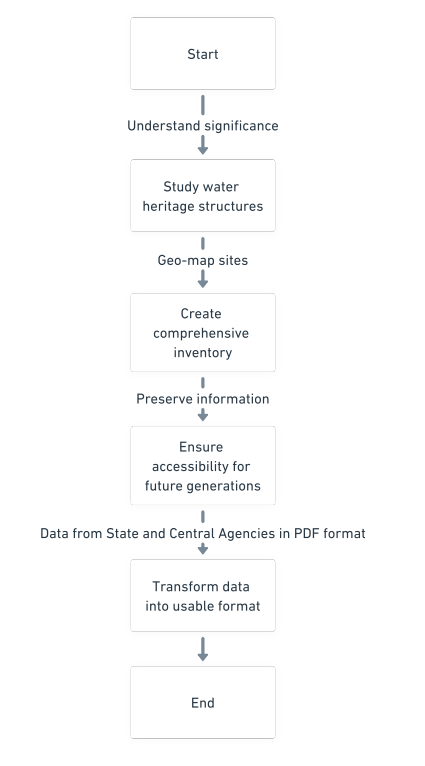 Start
Understand significance
Study water
heritage structures
Geo-map sites
Create
comprehensive
inventory
Preserve information
Ensure
accessibility for
future generations
Data from State and Central Agencies in PDF format
Transform data
into usable format
End